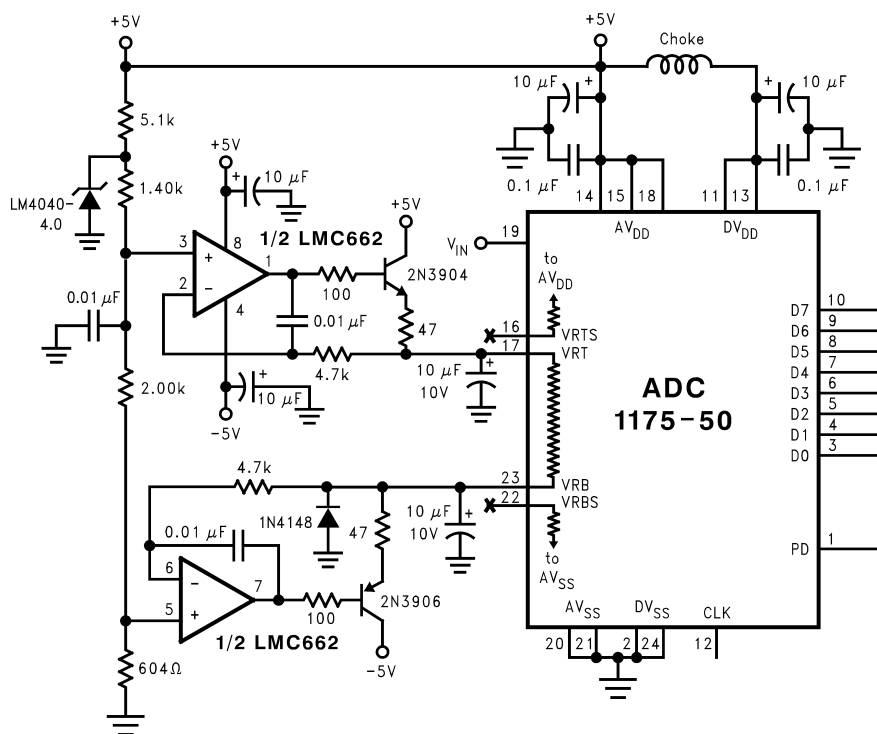 +5V
+5V
Choke
10 μF
+
+
10 μF
5.1k
+5V
LM4040-
4.0
1.40k
+
10 μF
+5V
0.1 μF
0.1 μF
14
15
18
11
13
1/2 LMC662
AVDD
DVDD
VIN
19
3
+
8
1
2
−
4
100
2N3904
to
AVDD
0.01 μF
0.01 μF
47
16
VRTS
17
VRT
4.7k
10 μF
10V
+
2.00k
+
10 μF
-5V
ADC
1175-50
D7
10
D6
9
D5
8
D4
7
D3
6
D2
5
D1
4
D0
3
4.7k
23
VRB
22
VRBS
1N4148
47
10 μF
10V
+
0.01 μF
to
AVSS
PD
1
6
−
7
5
+
100
2N3906
1/2 LMC662
-5V
AVSS
DVSS
CLK
20
21
2
24
12
604Ω